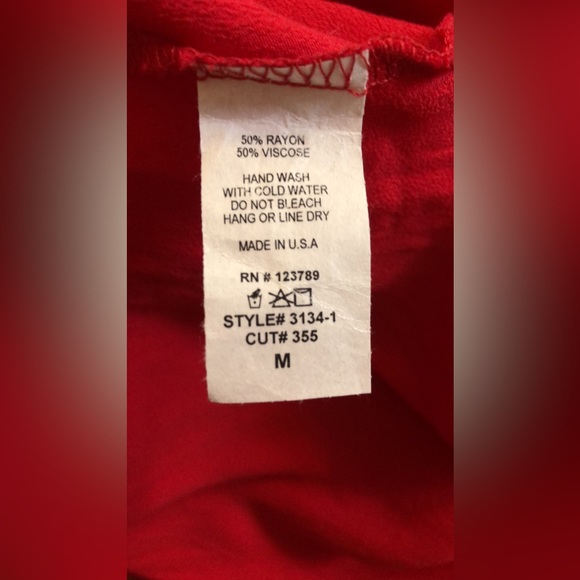 50% RAYON
50% VISCOSE
HAND WASH
WITH COLD WATER
DO NOT BLEACH
HANG OR LINE DRY
MADE IN U.S.A
RN # 123789
STYLE# 3134-1
CUT# 355
M